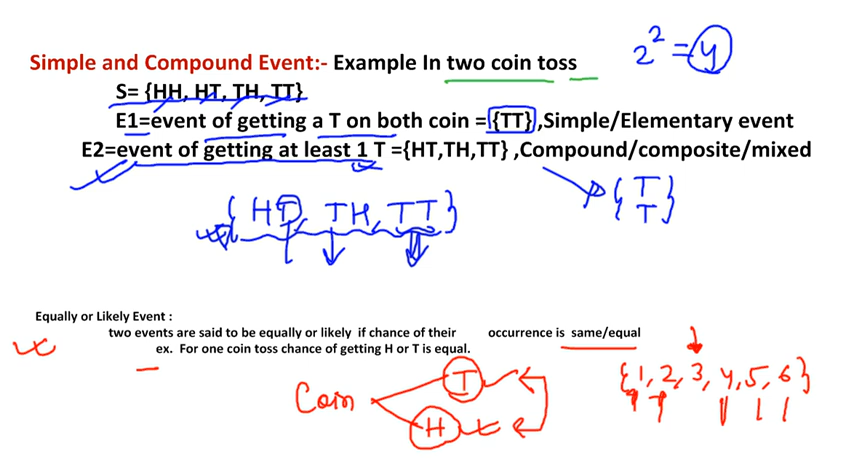 Simple and Compound Event:- Example In two coin toss
2² = 4
S= {HH, HT, TH, TT}
E1=event of getting a T on both coin ={TT},Simple/Elementary event
E2=event of getting at least 1 T ={HT,TH,TT} ,Compound/composite/mixed
{HT, TH, TT}
{T
T}
Equally or Likely Event :
two events are said to be equally or likely if chance of their occurrence is same/equal
ex. For one coin toss chance of getting H or T is equal.
{1, 2, 3, 4, 5, 6}
T
Coin
H